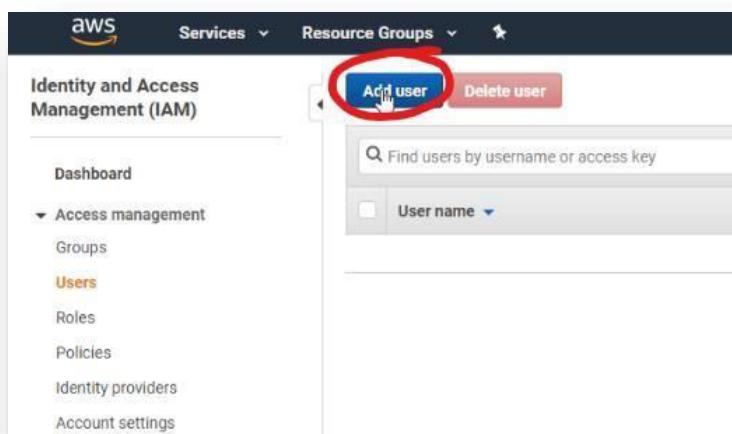 aws Services Resource Groups
Identity and Access
Management (IAM)
Add user Delete user
Find users by username or access key
User name
Dashboard
Access management
Groups
Users
Roles
Policies
Identity providers
Account settings